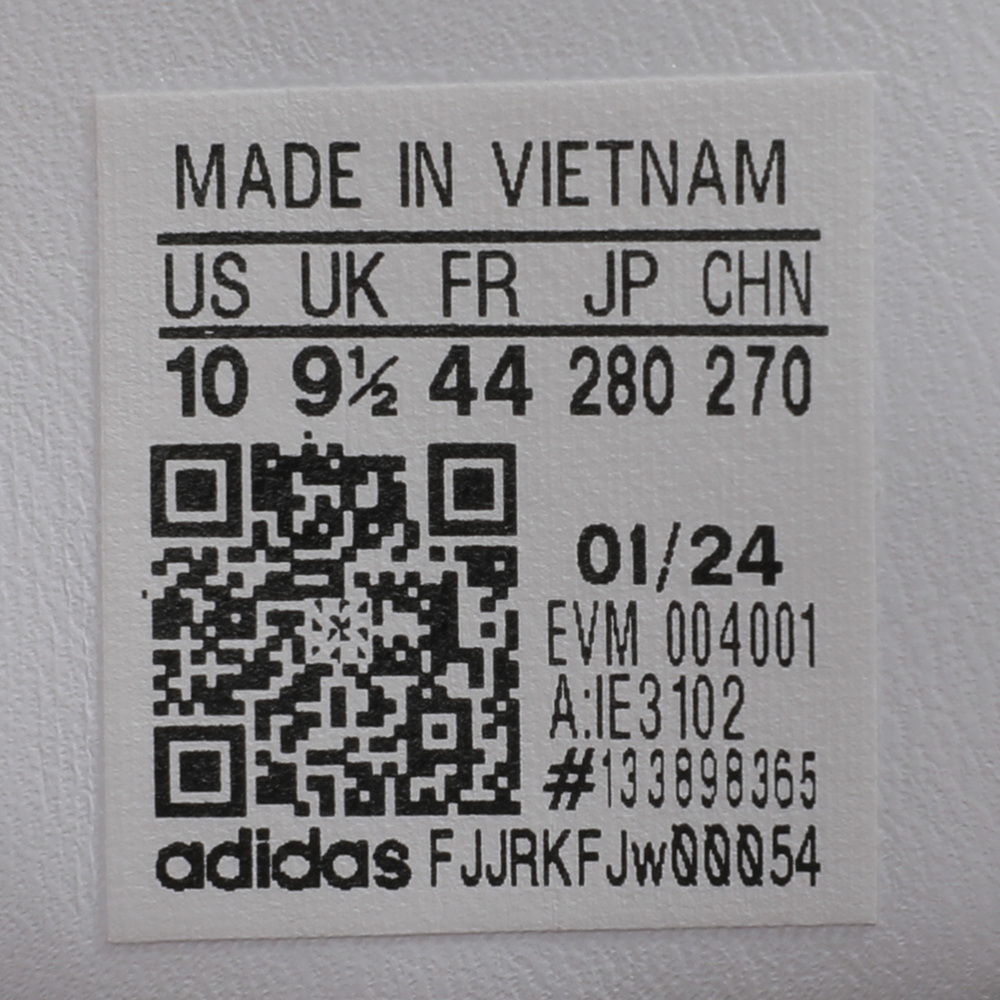 MADE IN VIETNAM
US UK FR JP CHN
10 9½ 44 280 270
01/24
EVM 004001
A:IE3102
#133898365
adidas FJJRKFJw00054